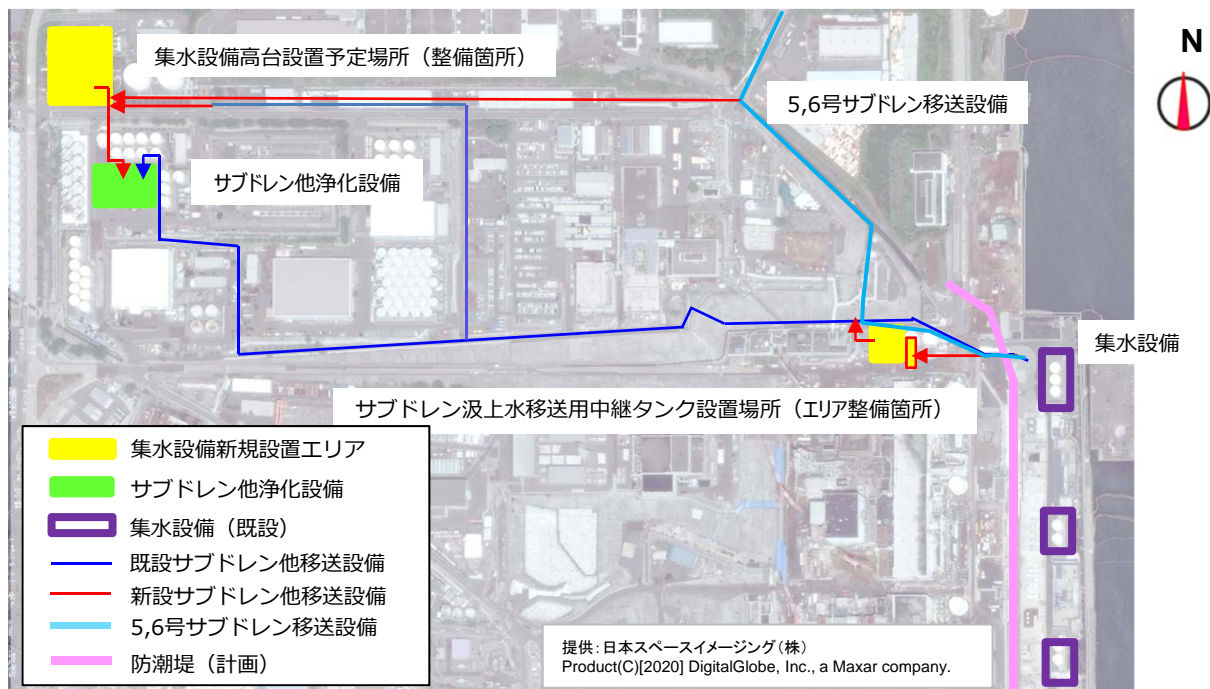 N
集水設備高台設置予定場所（整備箇所）
5,6号サブドレン移送設備
サブドレン他浄化設備
集水設備
サブドレン汲上水移送用中継タンク設置場所（エリア整備箇所）
集水設備新規設置エリア
サブドレン他浄化設備
集水設備（既設）
既設サブドレン他移送設備
新設サブドレン他移送設備
5,6号サブドレン移送設備
防潮堤（計画）
提供：日本スペースイメージング（株）
Product(C)[2020] DigitalGlobe, Inc., a Maxar company.